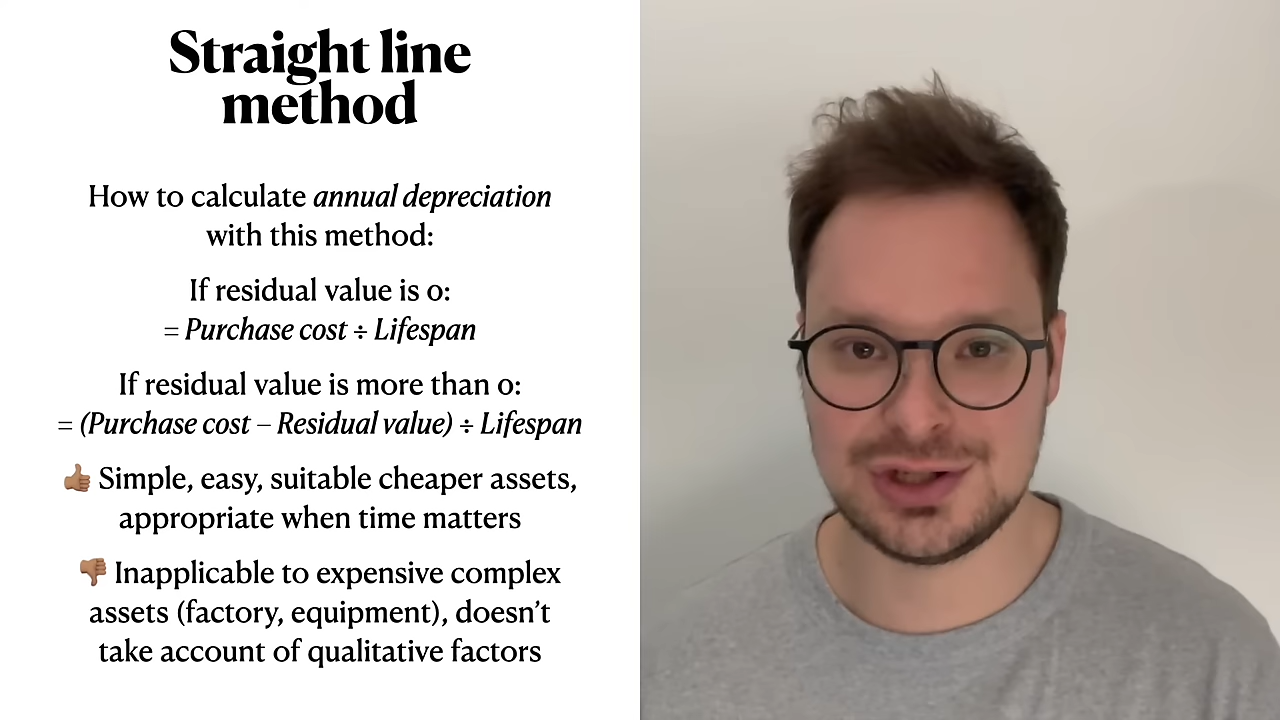 Straight line
method
How to calculate annual depreciation
with this method:
If residual value is 0:
= Purchase cost ÷ Lifespan
If residual value is more than 0:
= (Purchase cost – Residual value) ÷ Lifespan
👍🏽 Simple, easy, suitable cheaper assets,
appropriate when time matters
👎🏽 Inapplicable to expensive complex
assets (factory, equipment), doesn’t
take account of qualitative factors